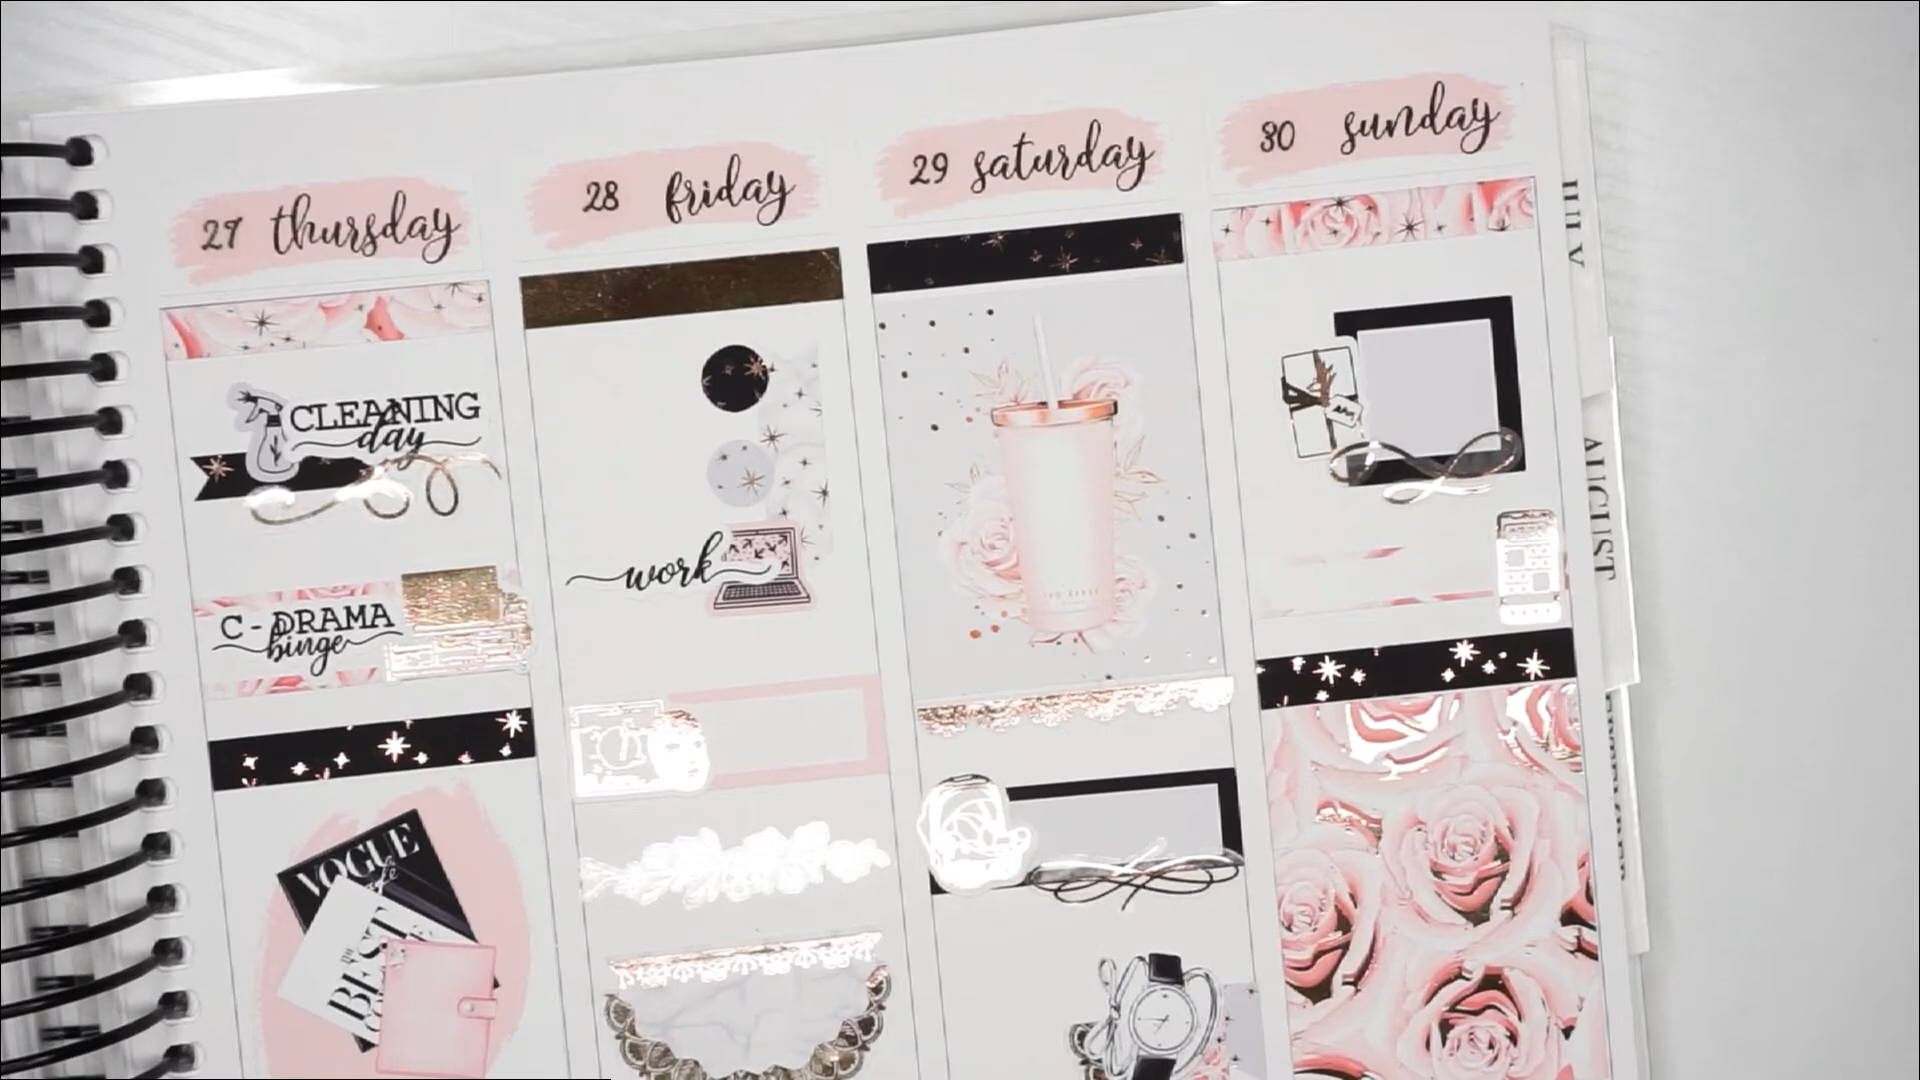 27 thursday
28 friday
29 saturday
30 sunday
CLEANING
day
C-DRAMA
binge
work
VOGUE
BEST
JULY
AUGUST